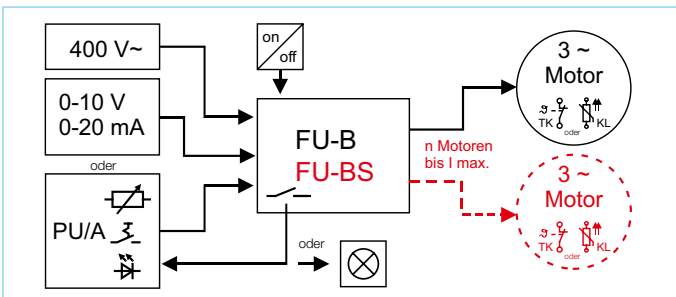 400 V~
on
off
0-10 V
0-20 mA
oder
PU/A
FU-B
FU-BS
oder
n Motoren
bis I max.
3 ~
Motor
ϑ
TK
oder
KL
3 ~
Motor
ϑ
TK
oder
KL